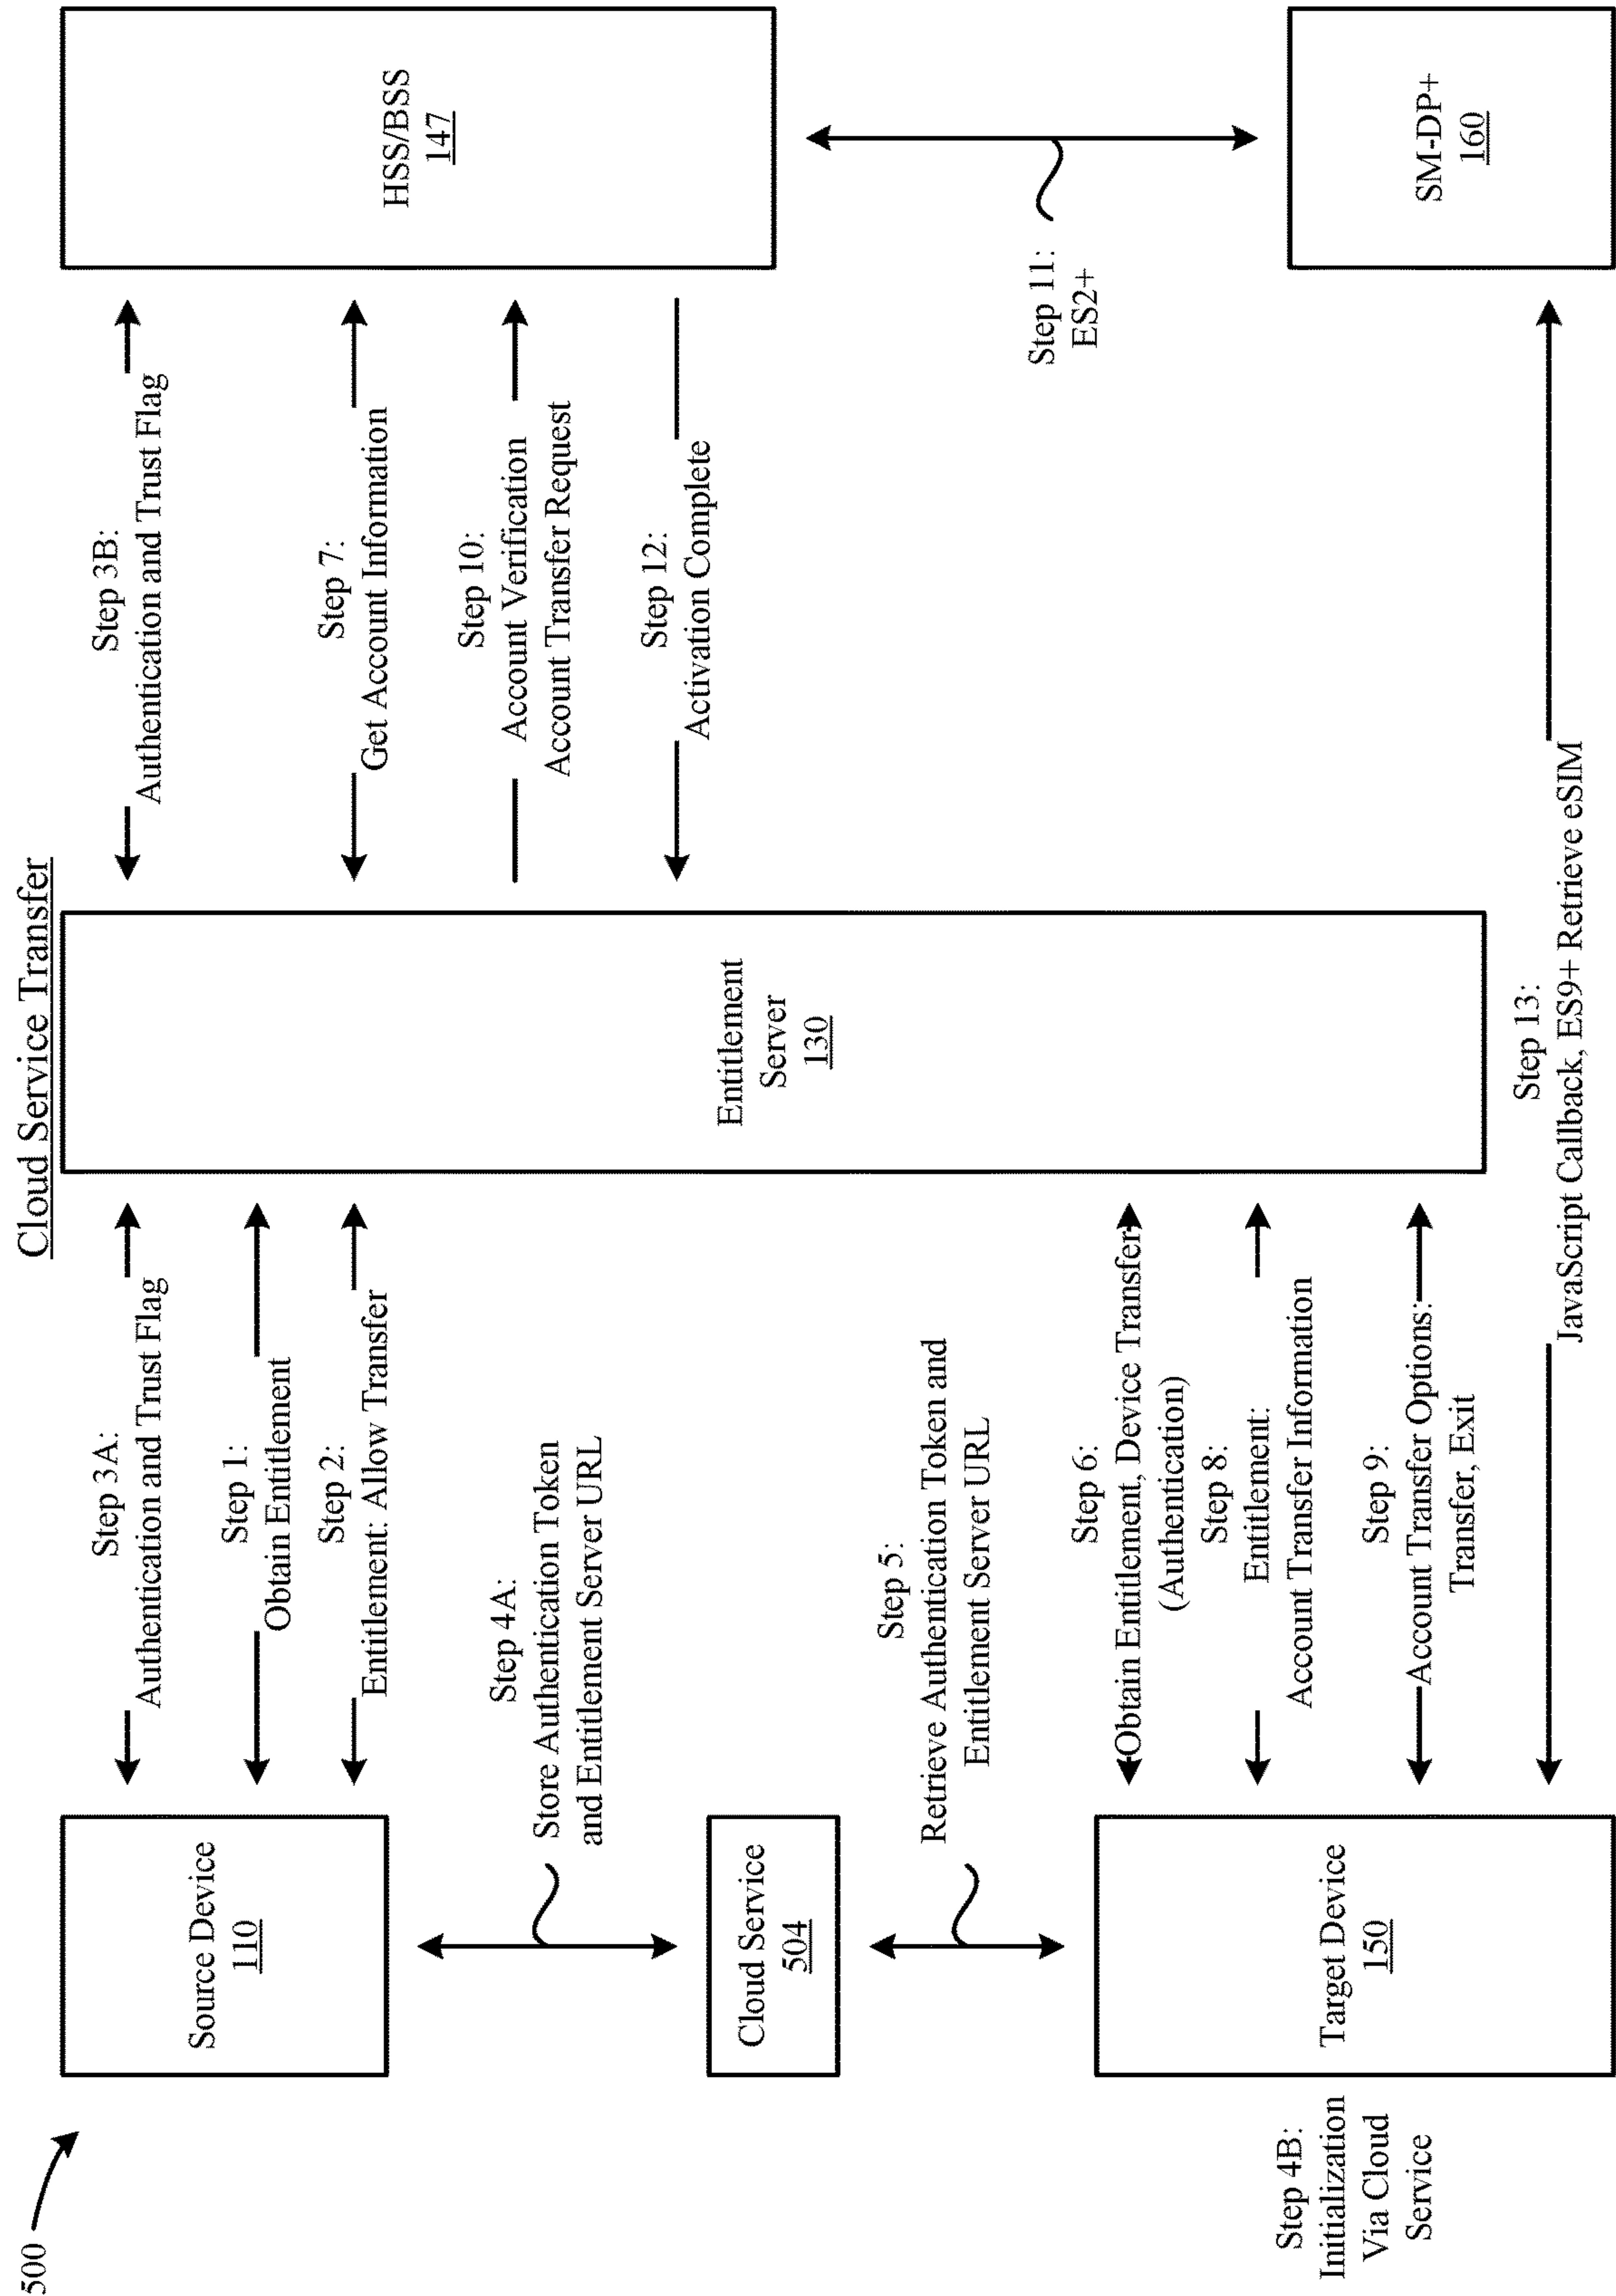 500
Cloud Service Transfer
Source Device
110
Step 3A:
Authentication and Trust Flag
Step 1:
Obtain Entitlement
Step 2:
Entitlement: Allow Transfer
Step 4A:
Store Authentication Token
and Entitlement Server URL
Cloud Service
504
Step 5:
Retrieve Authentication Token and
Entitlement Server URL
Step 4B:
Initialization
Via Cloud
Service
Target Device
150
Step 6:
Obtain Entitlement, Device Transfer
(Authentication)
Step 8:
Entitlement:
Account Transfer Information
Step 9:
Account Transfer Options:
Transfer, Exit
Entitlement
Server
130
Step 3B:
Authentication and Trust Flag
Step 7:
Get Account Information
Step 10:
Account Verification
Account Transfer Request
Step 12:
Activation Complete
HSS/BSS
147
Step 11:
ES2+
SM-DP+
160
Step 13:
JavaScript Callback, ES9+ Retrieve eSIM